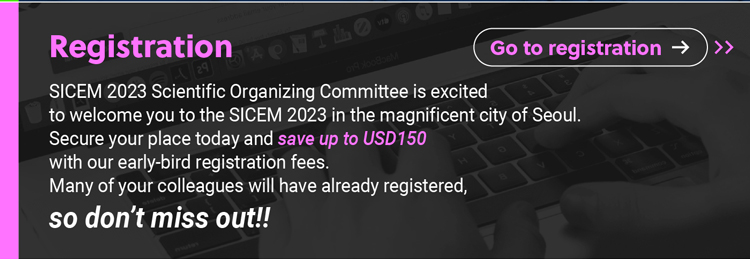 Registration
Go to registration →
SICEM 2023 Scientific Organizing Committee is excited
to welcome you to the SICEM 2023 in the magnificent city of Seoul.
Secure your place today and save up to USD150
with our early-bird registration fees.
Many of your colleagues will have already registered,
so don't miss out!!